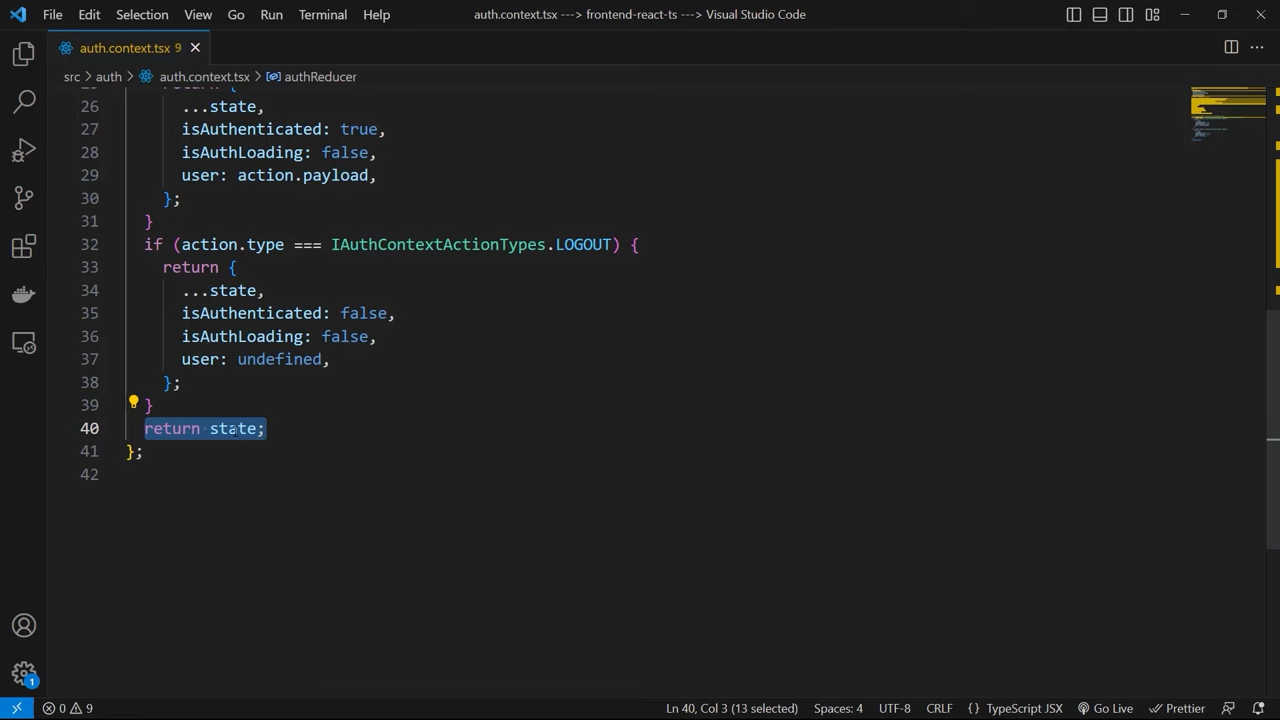 File Edit Selection View Go Run Terminal Help auth.context.tsx ---> frontend-react-ts ---> Visual Studio Code
auth.context.tsx 9
src > auth > auth.context.tsx > authReducer
return {
26 ...state,
27 isAuthenticated: true,
28 isAuthLoading: false,
29 user: action.payload,
30 };
31 }
32 if (action.type === IAuthContextActionTypes.LOGOUT) {
33 return {
34 ...state,
35 isAuthenticated: false,
36 isAuthLoading: false,
37 user: undefined,
38 };
39 }
40 return state;
41 };
42
1
0 9 Ln 40, Col 3 (13 selected) Spaces: 4 UTF-8 CRLF {} TypeScript JSX Go Live Prettier